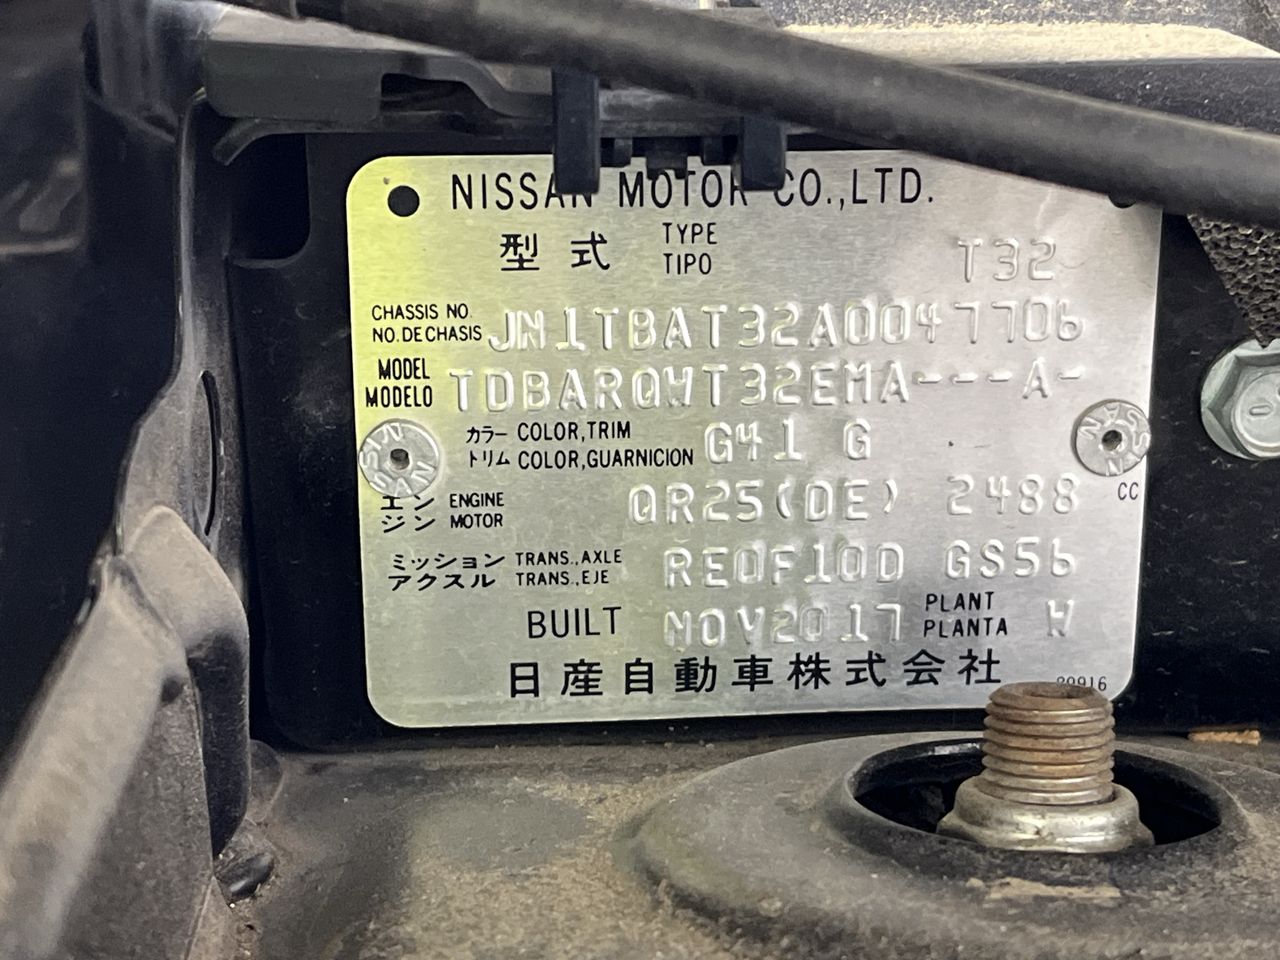 NISSAN MOTOR CO.,LTD.
型式 TYPE TIPO T32
CHASSIS NO. NO. DE CHASIS JN1TBAT32A0047706
MODEL MODELO TDBARQWT32EMA---A-
カラー COLOR,TRIM
トリム COLOR,GUARNICION G41 G
エンジン ENGINE MOTOR QR25(DE) 2488 CC
ミッション TRANS.,AXLE
アクスル TRANS.,EJE RE0F10D GS56
BUILT NOV2017 PLANT PLANTA W
日産自動車株式会社
NISSAN
NISSAN